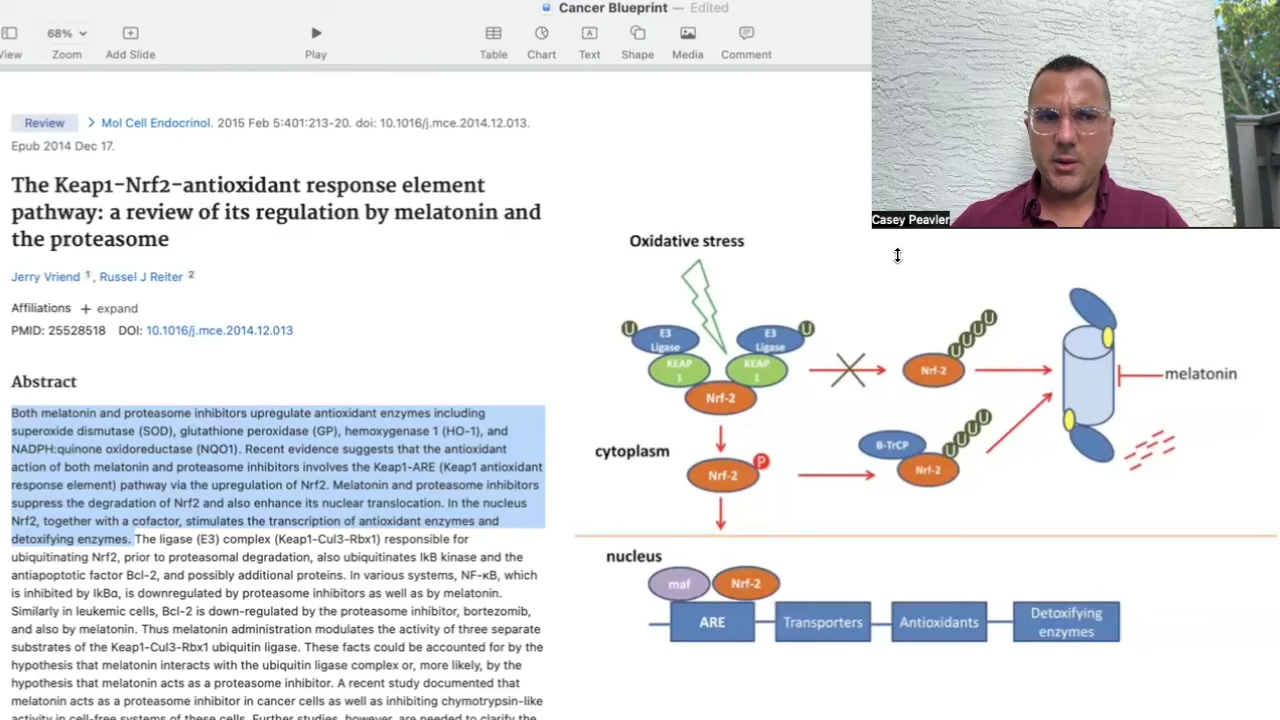 Cancer Blueprint — Edited
View
68%
Zoom
Add Slide
Play
Table
Chart
Text
Shape
Media
Comment
Casey Peavler
Review
Mol Cell Endocrinol. 2015 Feb 5:401:213-20. doi: 10.1016/j.mce.2014.12.013.
Epub 2014 Dec 17.
The Keap1-Nrf2-antioxidant response element
pathway: a review of its regulation by melatonin and
the proteasome
Jerry Vriend 1, Russel J Reiter 2
Affiliations + expand
PMID: 25528518 DOI: 10.1016/j.mce.2014.12.013
Abstract
Both melatonin and proteasome inhibitors upregulate antioxidant enzymes including
superoxide dismutase (SOD), glutathione peroxidase (GP), hemoxygenase 1 (HO-1), and
NADPH:quinone oxidoreductase (NQO1). Recent evidence suggests that the antioxidant
action of both melatonin and proteasome inhibitors involves the Keap1-ARE (Keap1 antioxidant
response element) pathway via the upregulation of Nrf2. Melatonin and proteasome inhibitors
suppress the degradation of Nrf2 and also enhance its nuclear translocation. In the nucleus
Nrf2, together with a cofactor, stimulates the transcription of antioxidant enzymes and
detoxifying enzymes. The ligase (E3) complex (Keap1-Cul3-Rbx1) responsible for
ubiquitinating Nrf2, prior to proteasomal degradation, also ubiquitinates IkB kinase and the
antiapoptotic factor Bcl-2, and possibly additional proteins. In various systems, NF-κB, which
is inhibited by IkBα, is downregulated by proteasome inhibitors as well as by melatonin.
Similarly in leukemic cells, Bcl-2 is down-regulated by the proteasome inhibitor, bortezomib,
and also by melatonin. Thus melatonin administration modulates the activity of three separate
substrates of the Keap1-Cul3-Rbx1 ubiquitin ligase. These facts could be accounted for by the
hypothesis that melatonin interacts with the ubiquitin ligase complex or, more likely, by the
hypothesis that melatonin acts as a proteasome inhibitor. A recent study documented that
melatonin acts as a proteasome inhibitor in cancer cells as well as inhibiting chymotrypsin-like
activity in cell-free systems of these cells. Further studies, however, are needed to clarify the
Oxidative stress
U
E3
Ligase
E3
Ligase
U
KEAP
1
KEAP
1
Nrf-2
Nrf-2
U
U
U
U
melatonin
cytoplasm
Nrf-2
P
B-TrCP
Nrf-2
U
U
U
U
nucleus
maf
Nrf-2
ARE
Transporters
Antioxidants
Detoxifying
enzymes